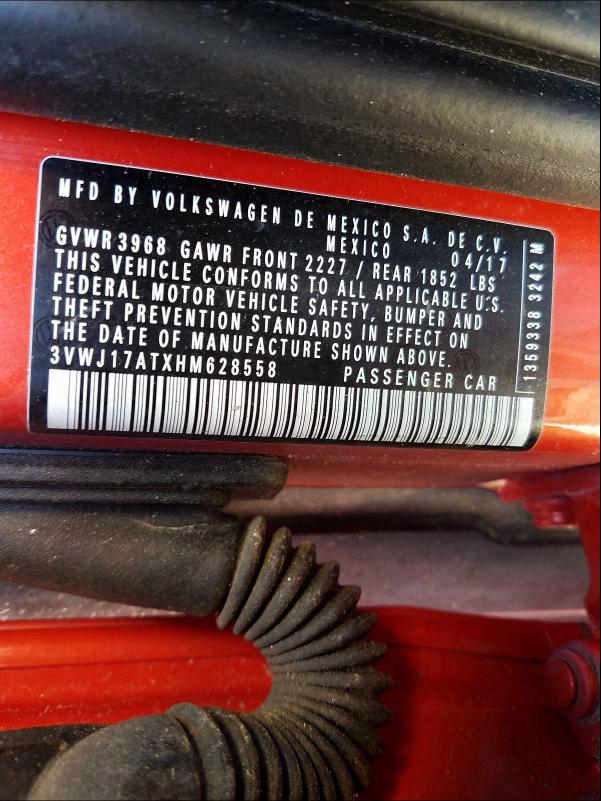 MFD BY VOLKSWAGEN DE MEXICO S.A. DE C.V.
MEXICO 04/17
GVWR 3968 GAWR FRONT 2227 / REAR 1852 LBS
THIS VEHICLE CONFORMS TO ALL APPLICABLE U.S.
FEDERAL MOTOR VEHICLE SAFETY, BUMPER AND
THEFT PREVENTION STANDARDS IN EFFECT ON
THE DATE OF MANUFACTURE SHOWN ABOVE.
3VWJ17ATXHM628558 PASSENGER CAR
1359338 3242 M